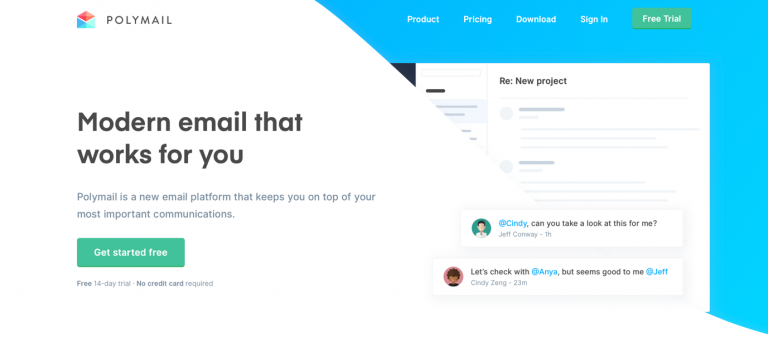 POLYMAIL
Product Pricing Download Sign In Free Trial
Re: New project
Modern email that
works for you
Polymail is a new email platform that keeps you on top of your
most important communications.
Get started free
Free 14-day trial · No credit card required
@Cindy, can you take a look at this for me?
Jeff Conway - 1h
Let's check with @Anya, but seems good to me @Jeff
Cindy Zeng - 23m